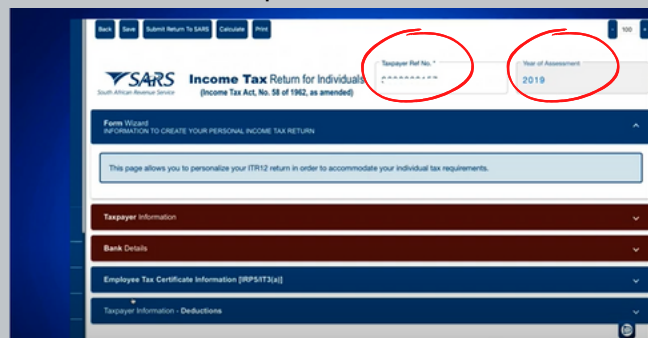 Back Save Submit Return To SARS Calculate Print - 100 +
Taxpayer Ref No. * Year of Assessment
SARS Income Tax Return for Individuals 2019
South African Revenue Service (Income Tax Act, No. 58 of 1962, as amended)
Form Wizard
INFORMATION TO CREATE YOUR PERSONAL INCOME TAX RETURN
This page allows you to personalize your ITR12 return in order to accommodate your individual tax requirements.
Taxpayer Information
Bank Details
Employee Tax Certificate Information [IRP5/IT3(a)]
Taxpayer Information - Deductions